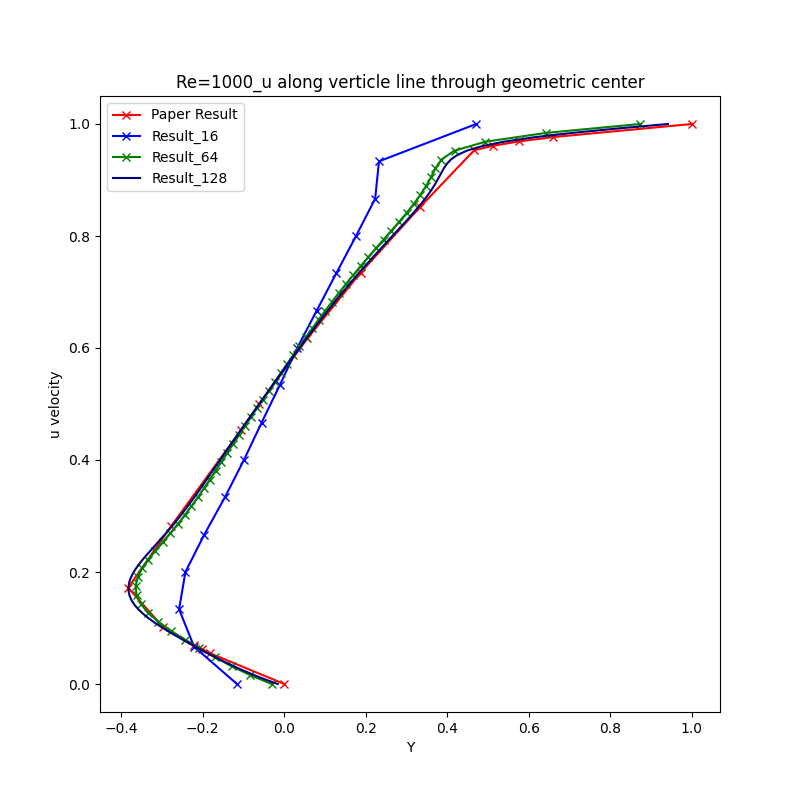 Re=1000_u along verticle line through geometric center
Paper Result
Result_16
Result_64
Result_128
1.0
0.8
0.6
0.4
0.2
0.0
u velocity
−0.4 −0.2 0.0 0.2 0.4 0.6 0.8 1.0
Y